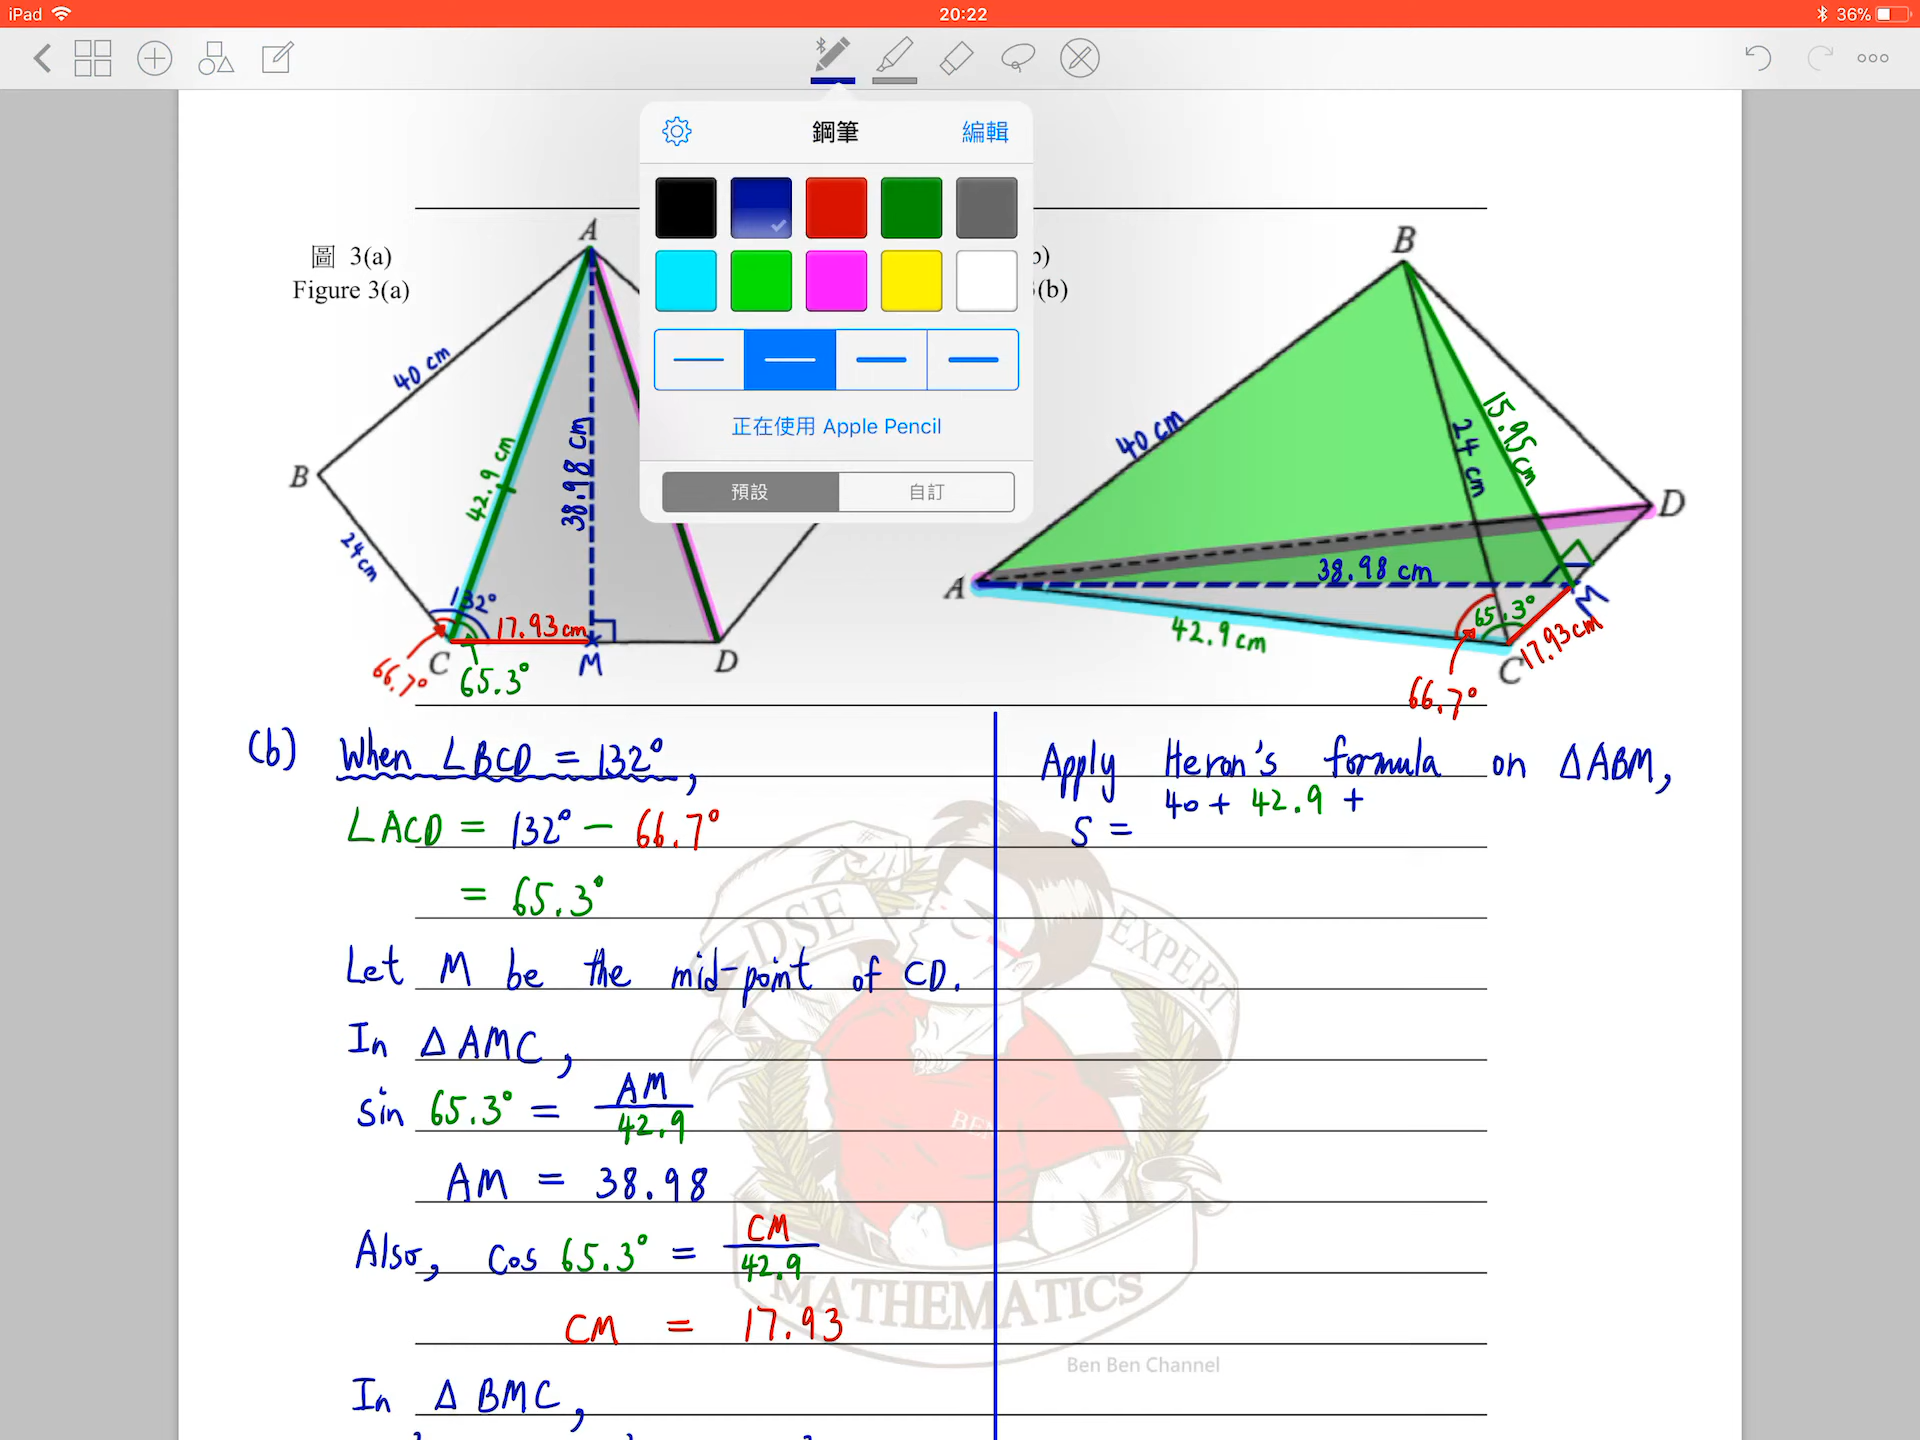 iPad
20:22
36%
鋼筆
編輯
正在使用 Apple Pencil
預設
自訂
圖 3(a)
Figure 3(a)
A
B
C
D
M
40 cm
24 cm
42.9 cm
38.98 cm
132°
17.93 cm
66.7°
65.3°
b)
(b)
B
A
D
M
C
40 cm
24 cm
15.95 cm
38.98 cm
42.9 cm
65.3°
17.93 cm
66.7°
(b) When ∠BCD = 132°,
∠ACD = 132° − 66.7°
= 65.3°
Let M be the mid-point of CD.
In △AMC,
sin 65.3° = AM / 42.9
AM = 38.98
Also, cos 65.3° = CM / 42.9
CM = 17.93
In △BMC,
Apply Heron's formula on △ABM,
S = 40 + 42.9 +
DSE EXPERT
BEN
MATHEMATICS
Ben Ben Channel